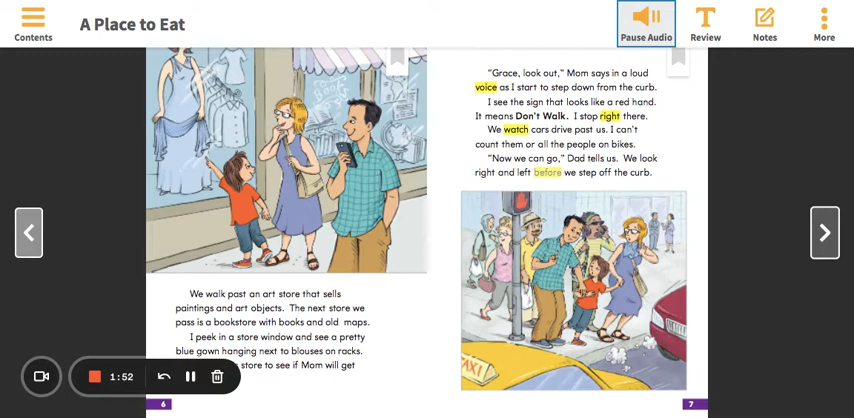 Contents
A Place to Eat
Pause Audio
Review
Notes
More
We walk past an art store that sells
paintings and art objects. The next store we
pass is a bookstore with books and old maps.
I peek in a store window and see a pretty
blue gown hanging next to blouses on racks.
store to see if Mom will get
6
1:52
“Grace, look out,” Mom says in a loud
voice as I start to step down from the curb.
I see the sign that looks like a red hand.
It means Don't Walk. I stop right there.
We watch cars drive past us. I can't
count them or all the people on bikes.
“Now we can go,” Dad tells us. We look
right and left before we step off the curb.
TAXI
7